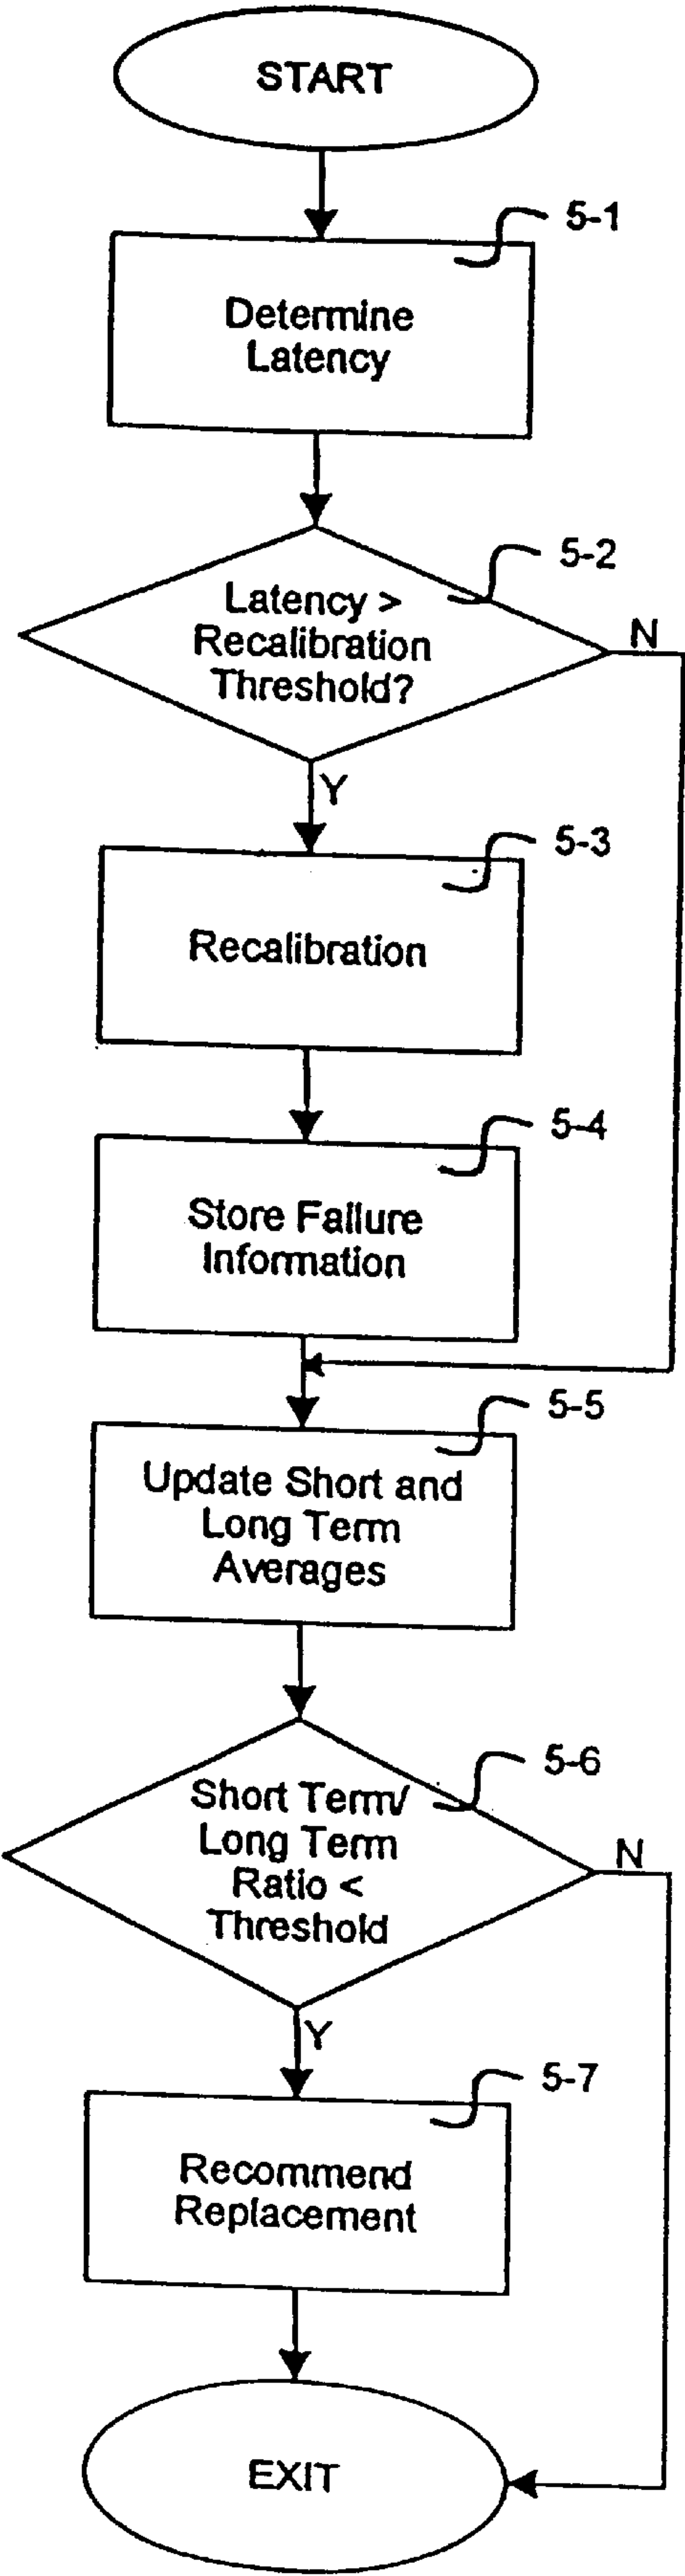 START
5-1
Determine
Latency
5-2
Latency >
Recalibration
Threshold?
N
Y
5-3
Recalibration
5-4
Store Failure
Information
5-5
Update Short and
Long Term
Averages
5-6
Short Term/
Long Term
Ratio <
Threshold
N
Y
5-7
Recommend
Replacement
EXIT